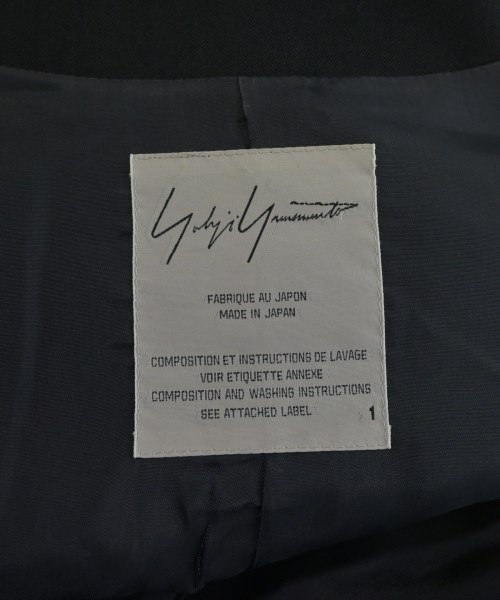 Yohji Yamamoto
FABRIQUE AU JAPON
MADE IN JAPAN
COMPOSITION ET INSTRUCTIONS DE LAVAGE
VOIR ETIQUETTE ANNEXE
COMPOSITION AND WASHING INSTRUCTIONS
SEE ATTACHED LABEL 1